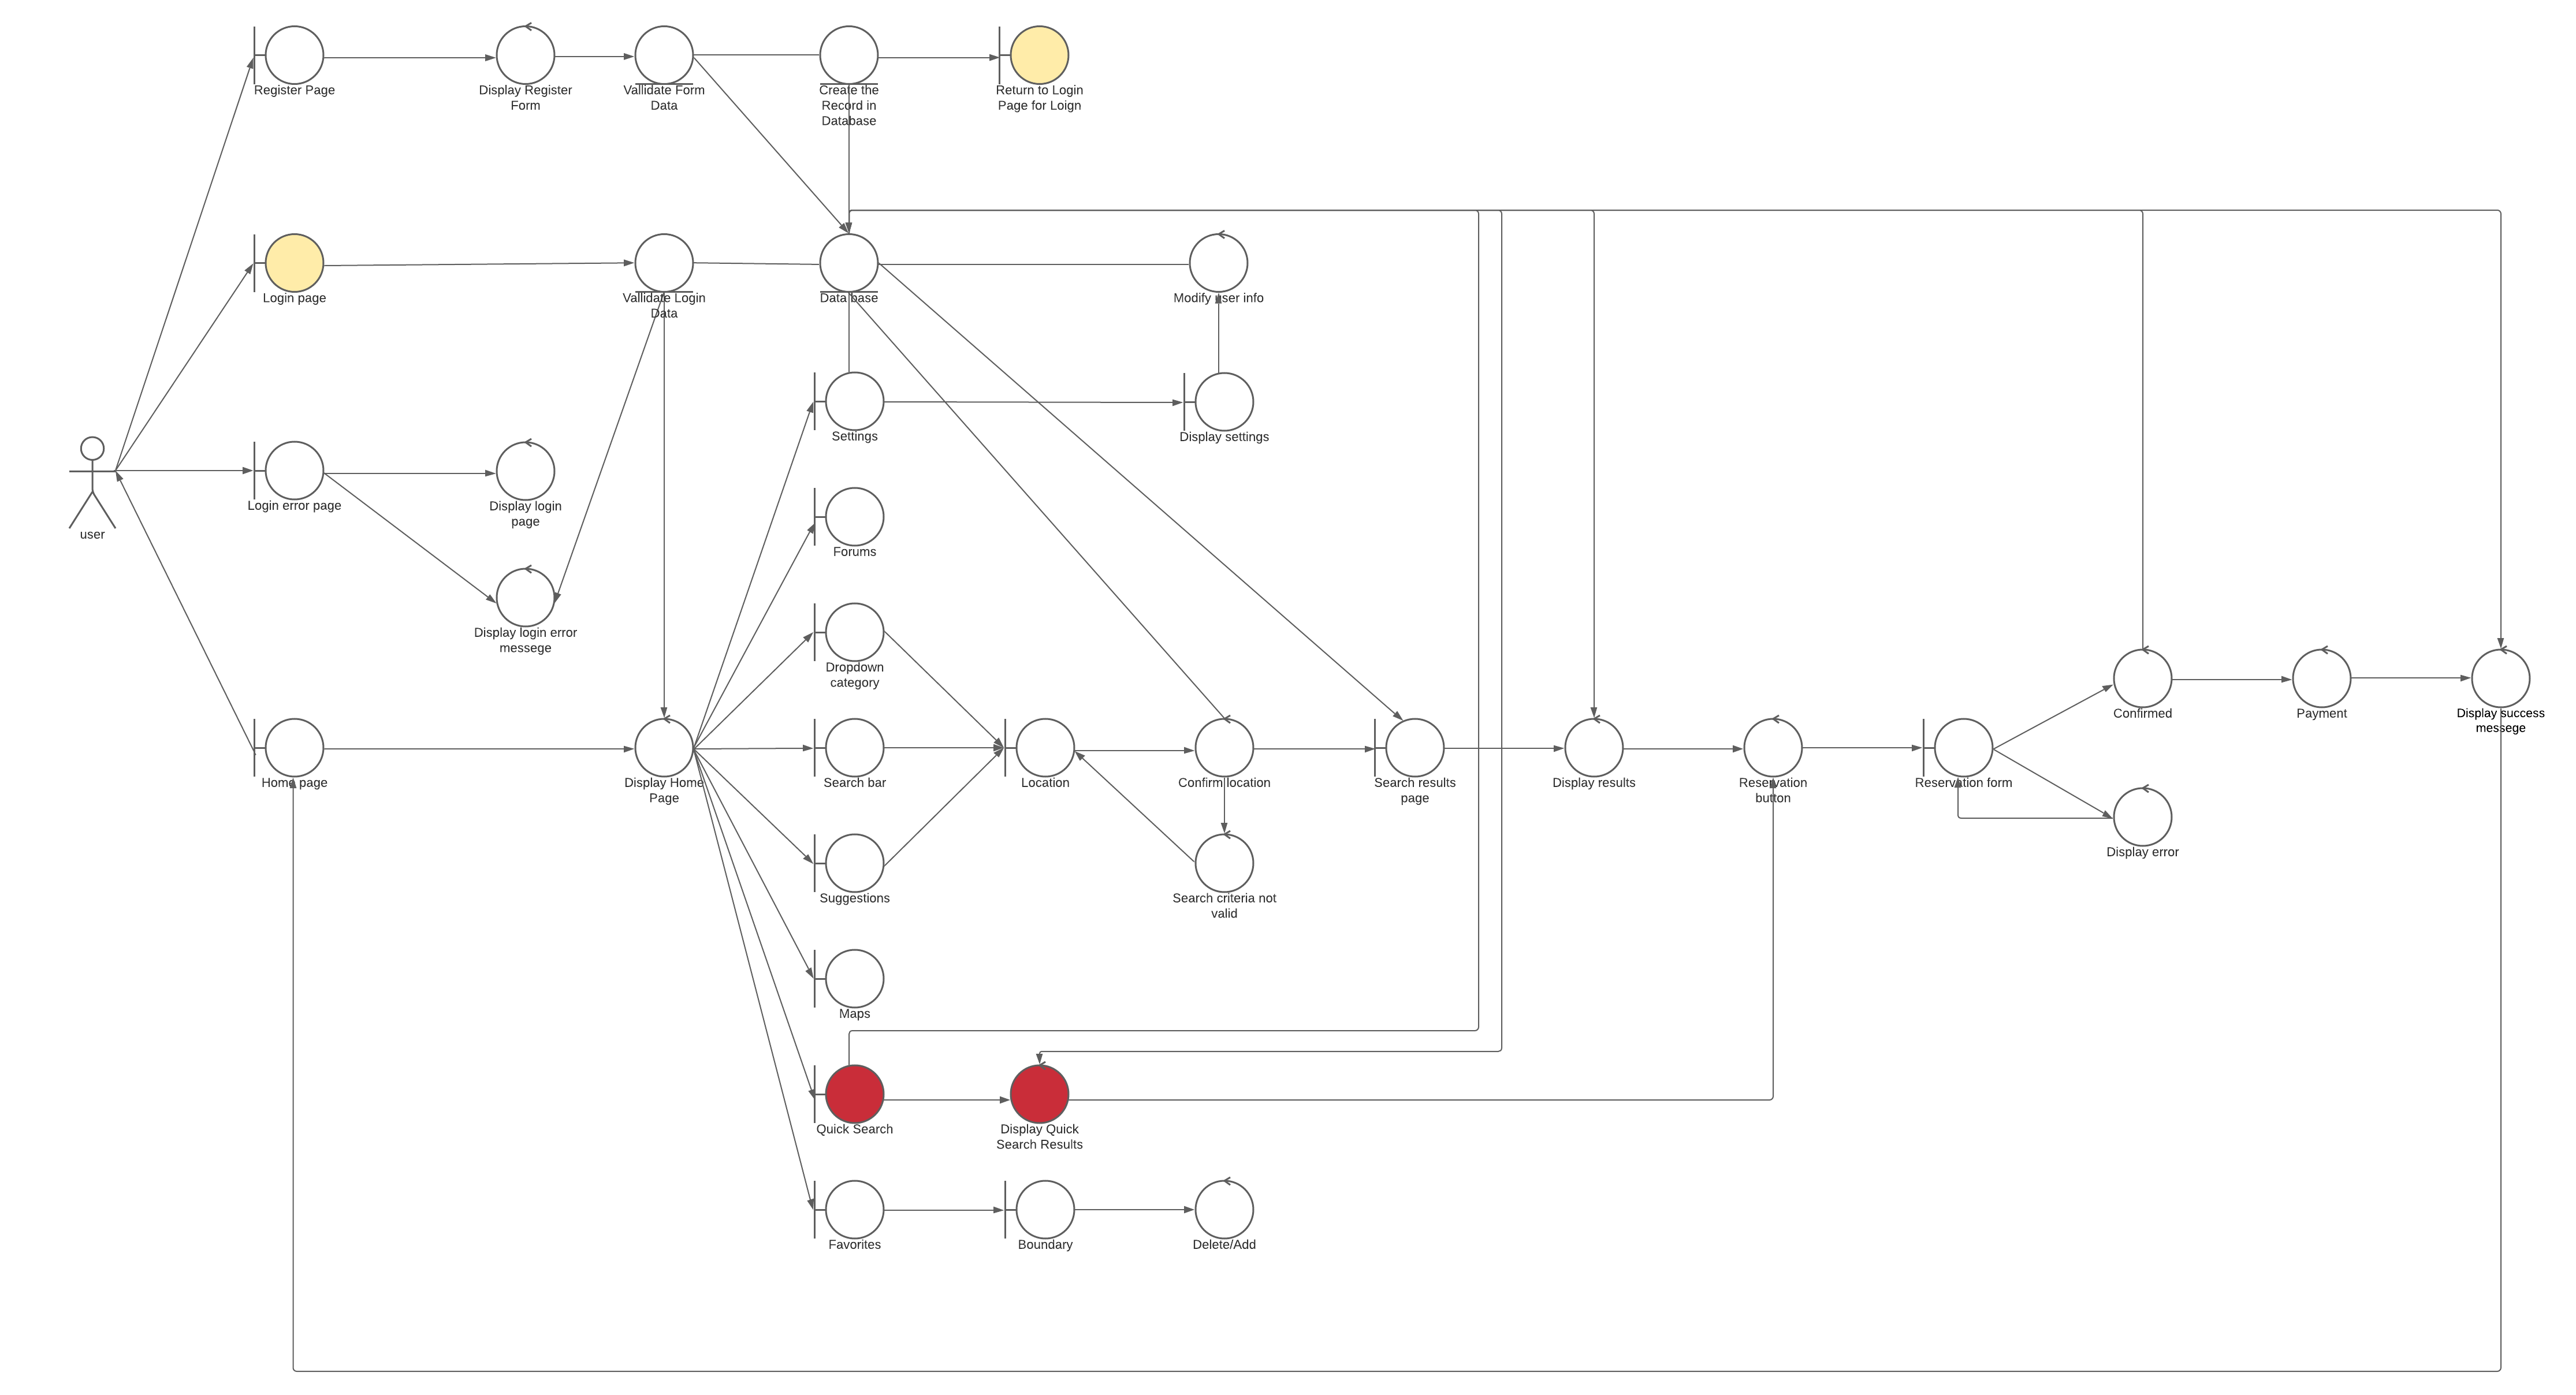 Register Page
Display Register
Form
Vallidate Form
Data
Create the
Record in
Database
Return to Login
Page for Loign
Login page
Vallidate Login
Data
Data base
Modify user info
Settings
Display settings
user
Login error page
Display login
page
Forums
Display login error
messege
Dropdown
category
Confirmed
Payment
Display success
messege
Home page
Display Home
Page
Search bar
Location
Confirm location
Search results
page
Display results
Reservation
button
Reservation form
Display error
Suggestions
Search criteria not
valid
Maps
Quick Search
Display Quick
Search Results
Favorites
Boundary
Delete/Add